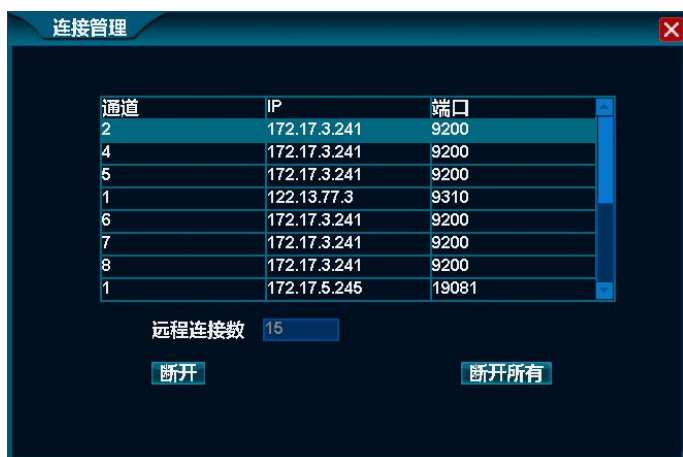 连接管理
通道 IP 端口
2 172.17.3.241 9200
4 172.17.3.241 9200
5 172.17.3.241 9200
1 122.13.77.3 9310
6 172.17.3.241 9200
7 172.17.3.241 9200
8 172.17.3.241 9200
1 172.17.5.245 19081
远程连接数 15
断开 断开所有